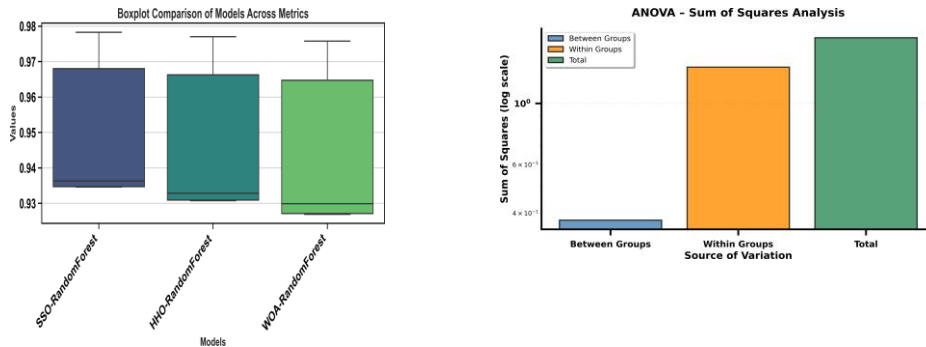 Boxplot Comparison of Models Across Metrics
0.98
0.97
0.96
0.95
0.94
0.93
Values
SSO-RandomForest
HHO-RandomForest
WOA-RandomForest
Models
ANOVA – Sum of Squares Analysis
Between Groups
Within Groups
Total
Sum of Squares (log scale)
10⁰
6 × 10⁻¹
4 × 10⁻¹
Between Groups Within Groups Total
Source of Variation